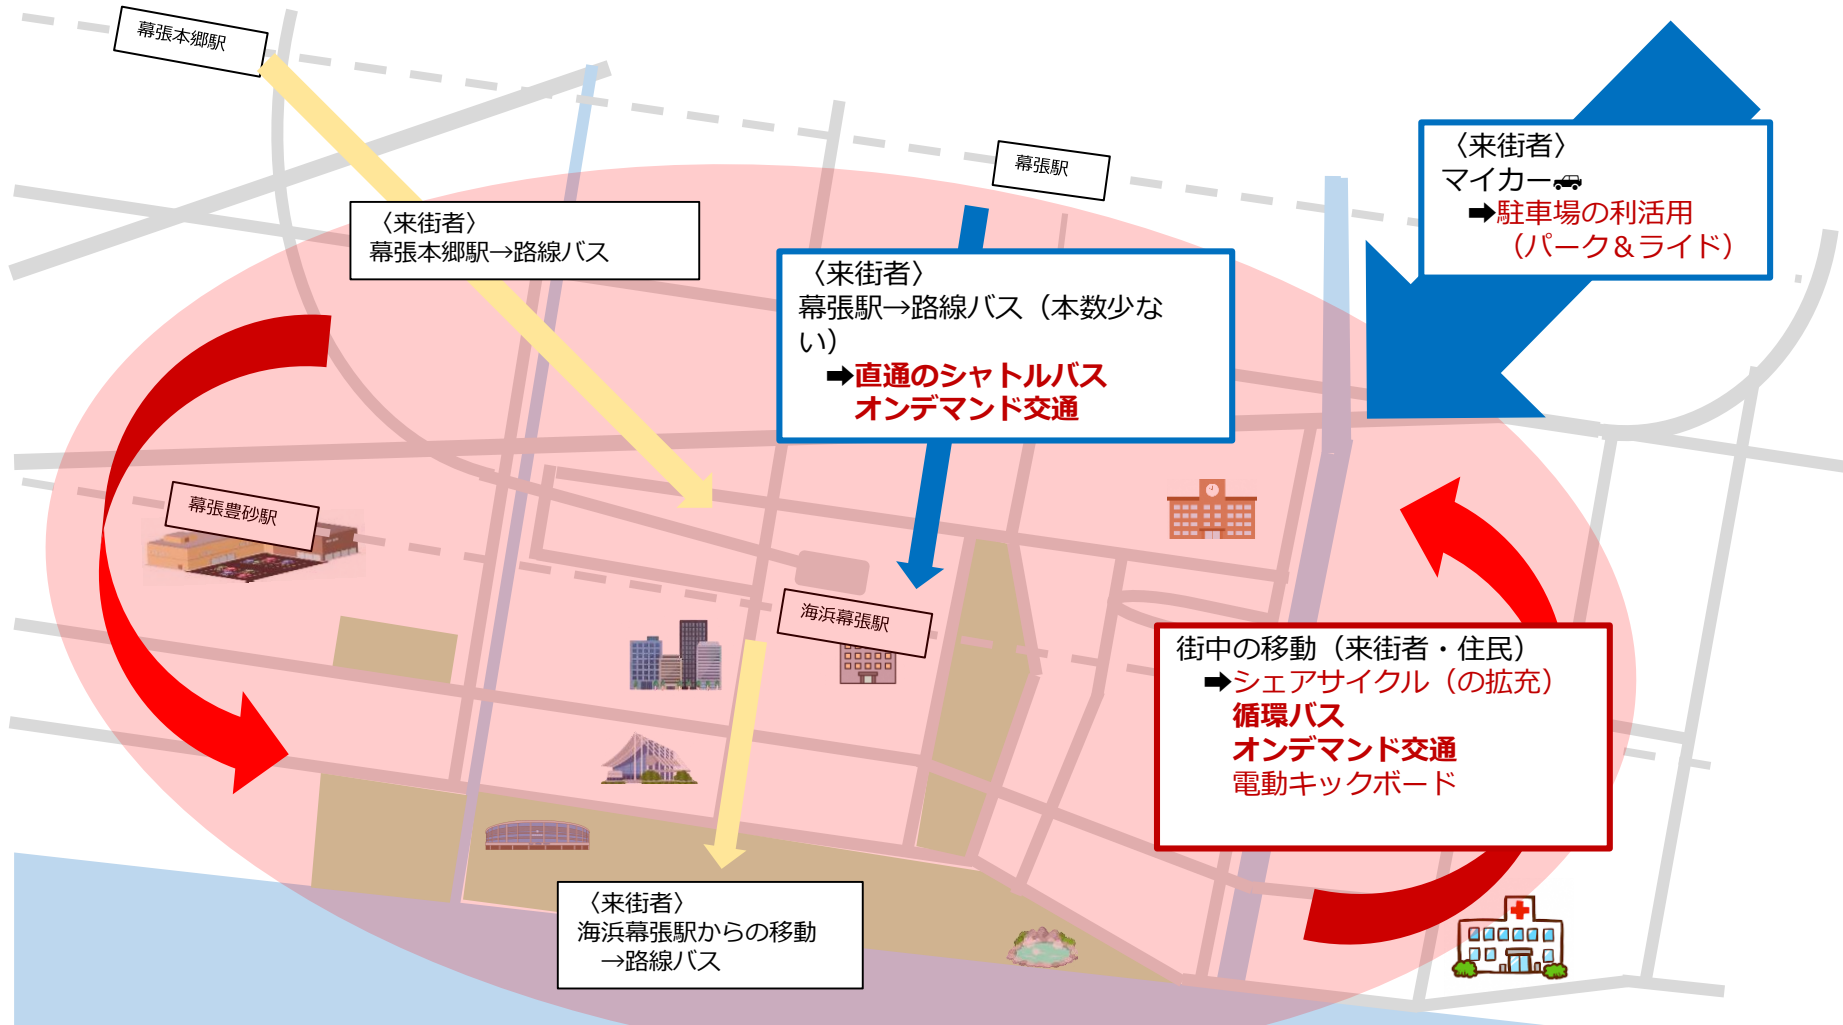 幕張本郷駅
幕張駅
〈来街者〉
マイカー🚙
➡駐車場の利活用
（パーク＆ライド）
〈来街者〉
幕張本郷駅→路線バス
〈来街者〉
幕張駅→路線バス（本数少な
い）
➡直通のシャトルバス
オンデマンド交通
幕張豊砂駅
海浜幕張駅
街中の移動（来街者・住民）
➡シェアサイクル（の拡充）
循環バス
オンデマンド交通
電動キックボード
〈来街者〉
海浜幕張駅からの移動
→路線バス